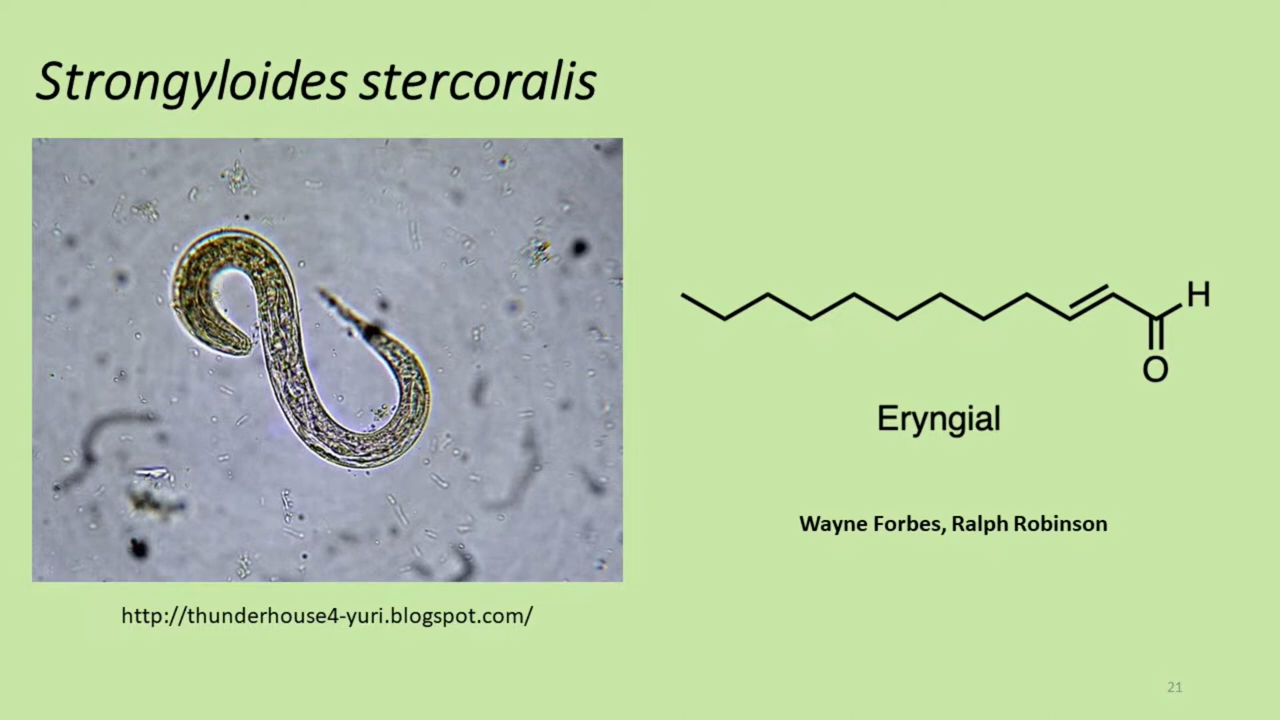 Strongyloides stercoralis
H
O
Eryngial
Wayne Forbes, Ralph Robinson
http://thunderhouse4-yuri.blogspot.com/
21